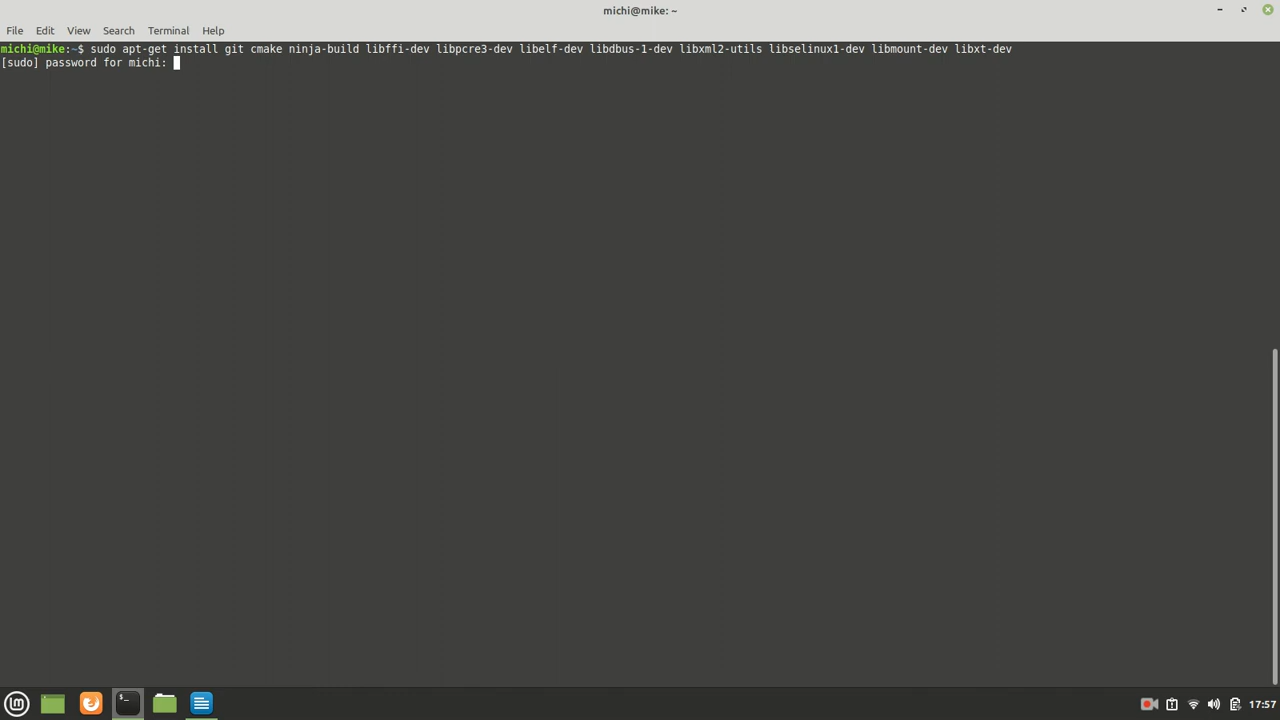 michi@mike: ~
File Edit View Search Terminal Help
michi@mike:~$ sudo apt-get install git cmake ninja-build libffi-dev libpcre3-dev libelf-dev libdbus-1-dev libxml2-utils libselinux1-dev libmount-dev libxt-dev
[sudo] password for michi:
17:57